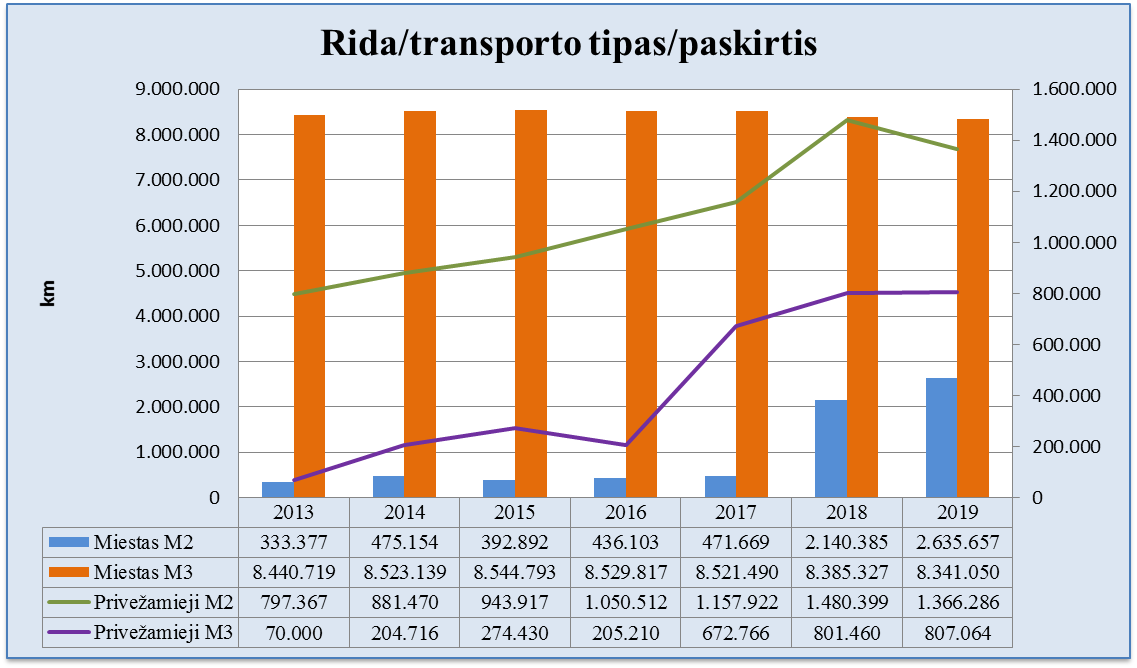 Rida/transporto tipas/paskirtis
9.000.000
8.000.000
7.000.000
6.000.000
5.000.000
4.000.000
3.000.000
2.000.000
1.000.000
0
km
1.600.000
1.400.000
1.200.000
1.000.000
800.000
600.000
400.000
200.000
0
2013 2014 2015 2016 2017 2018 2019
Miestas M2 333.377 475.154 392.892 436.103 471.669 2.140.385 2.635.657
Miestas M3 8.440.719 8.523.139 8.544.793 8.529.817 8.521.490 8.385.327 8.341.050
Privežamieji M2 797.367 881.470 943.917 1.050.512 1.157.922 1.480.399 1.366.286
Privežamieji M3 70.000 204.716 274.430 205.210 672.766 801.460 807.064